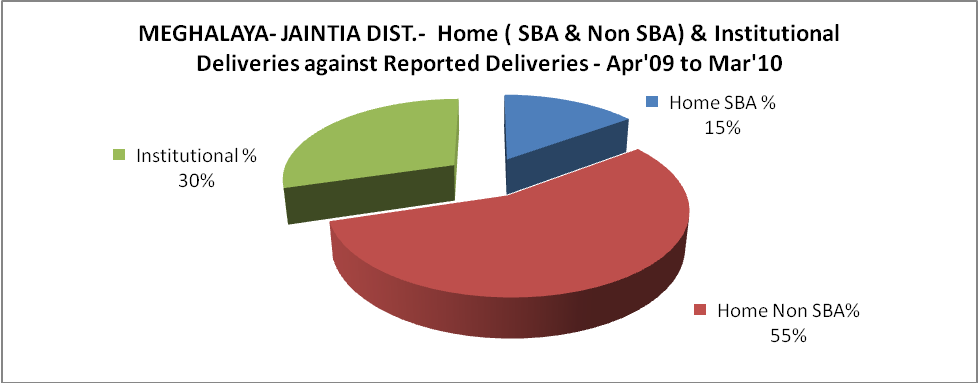 MEGHALAYA- JAINTIA DIST.- Home ( SBA & Non SBA) & Institutional
Deliveries against Reported Deliveries - Apr'09 to Mar'10
Home SBA %
15%
Institutional %
30%
Home Non SBA%
55%